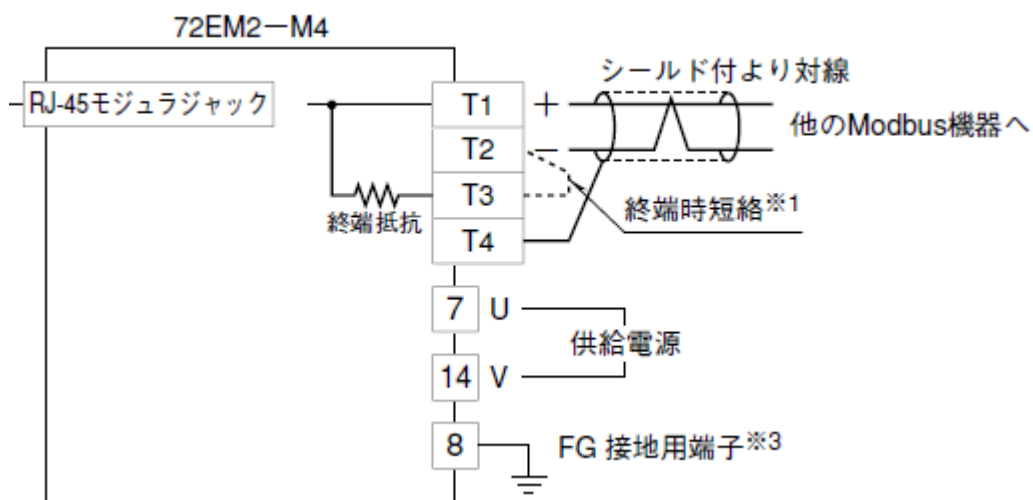 72EM2－M4
シールド付より対線
RJ-45モジュラジャック
T1
+
他のModbus機器へ
T2
−
T3
終端抵抗
終端時短絡※1
T4
7 U
供給電源
14 V
8
FG 接地用端子※3